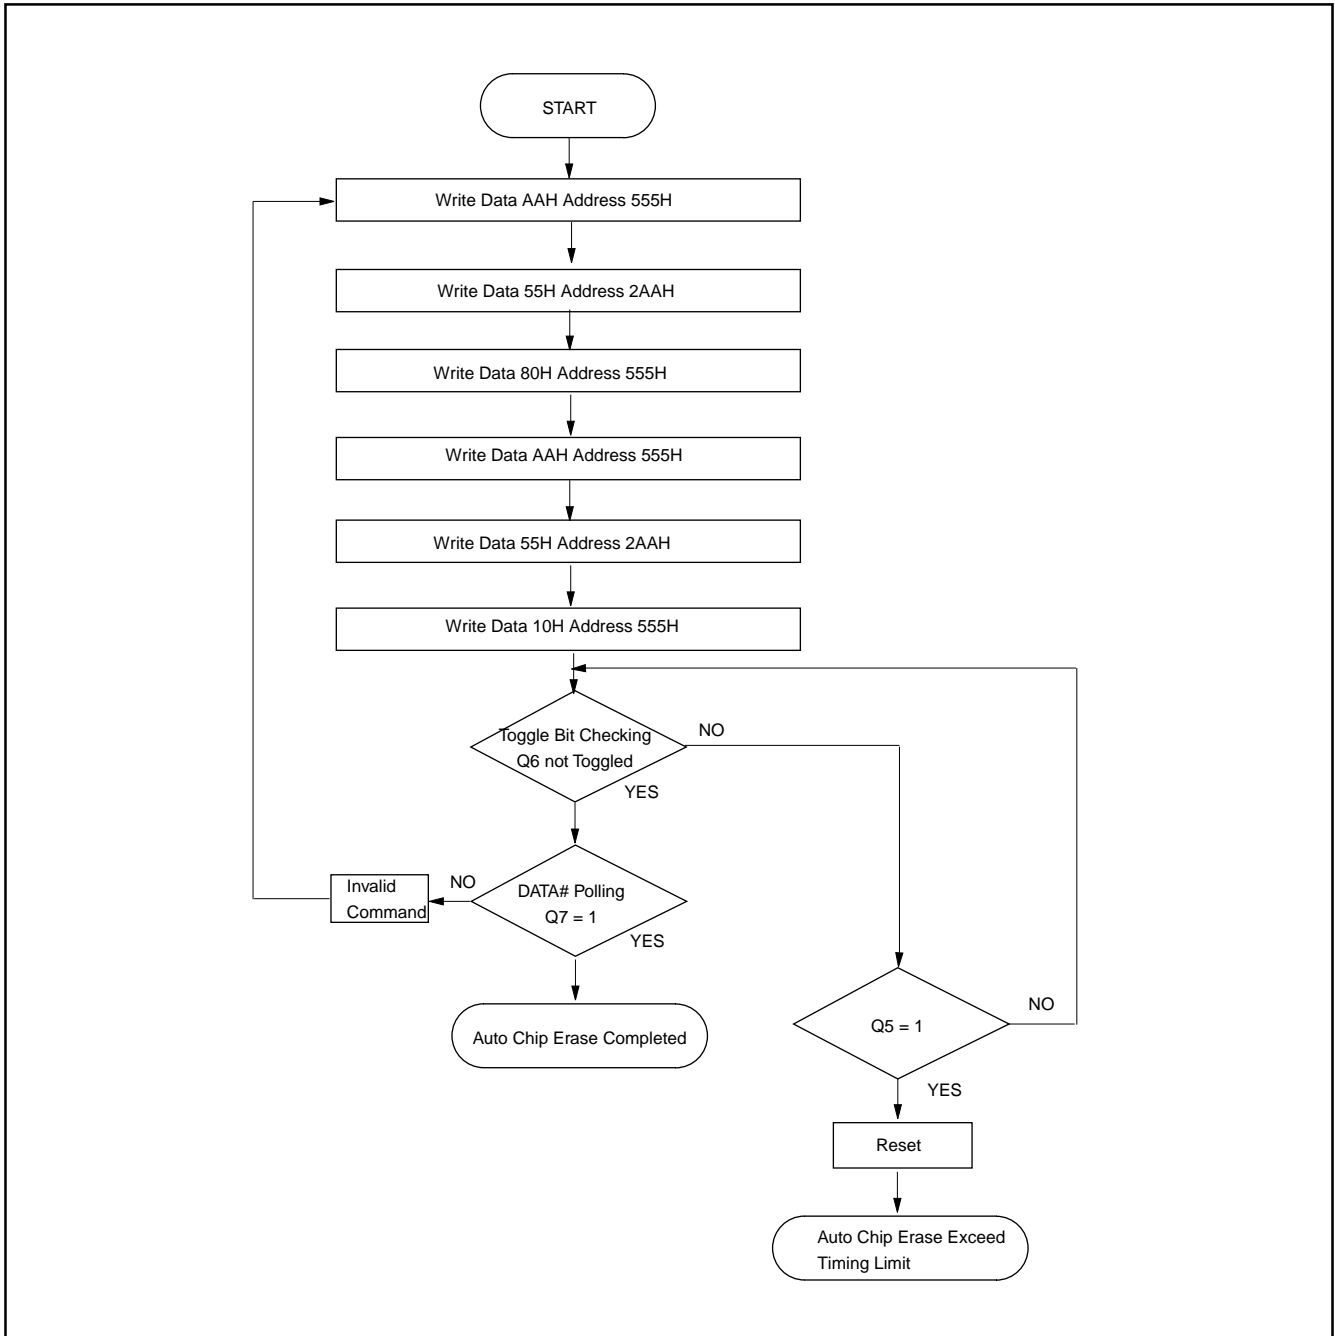 START
Write Data AAH Address 555H
Write Data 55H Address 2AAH
Write Data 80H Address 555H
Write Data AAH Address 555H
Write Data 55H Address 2AAH
Write Data 10H Address 555H
Toggle Bit Checking
Q6 not Toggled
NO
YES
Invalid
Command
NO
DATA# Polling
Q7 = 1
YES
Auto Chip Erase Completed
Q5 = 1
NO
YES
Reset
Auto Chip Erase Exceed
Timing Limit